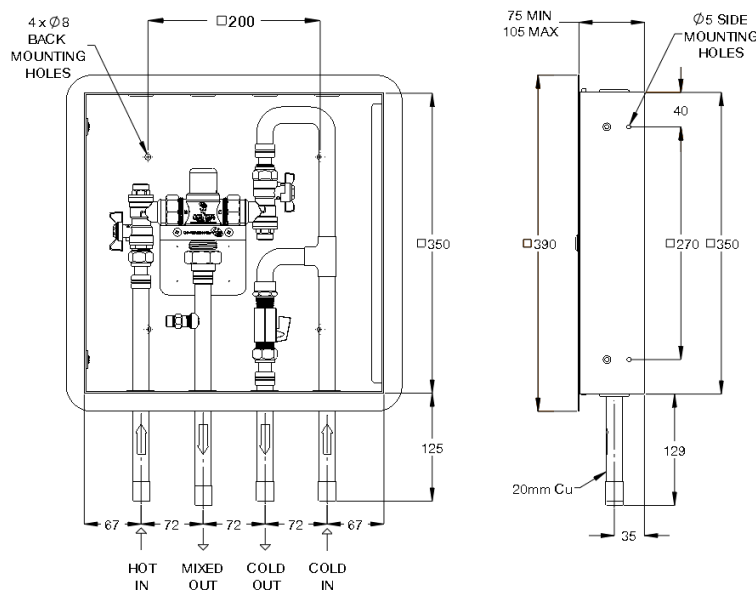 4 x Ø8
BACK
MOUNTING
HOLES
□200
75 MIN
105 MAX
Ø5 SIDE
MOUNTING
HOLES
40
□350
□390
□270
□350
125
129
20mm Cu
67
72
72
72
67
35
HOT
IN
MIXED
OUT
COLD
OUT
COLD
IN